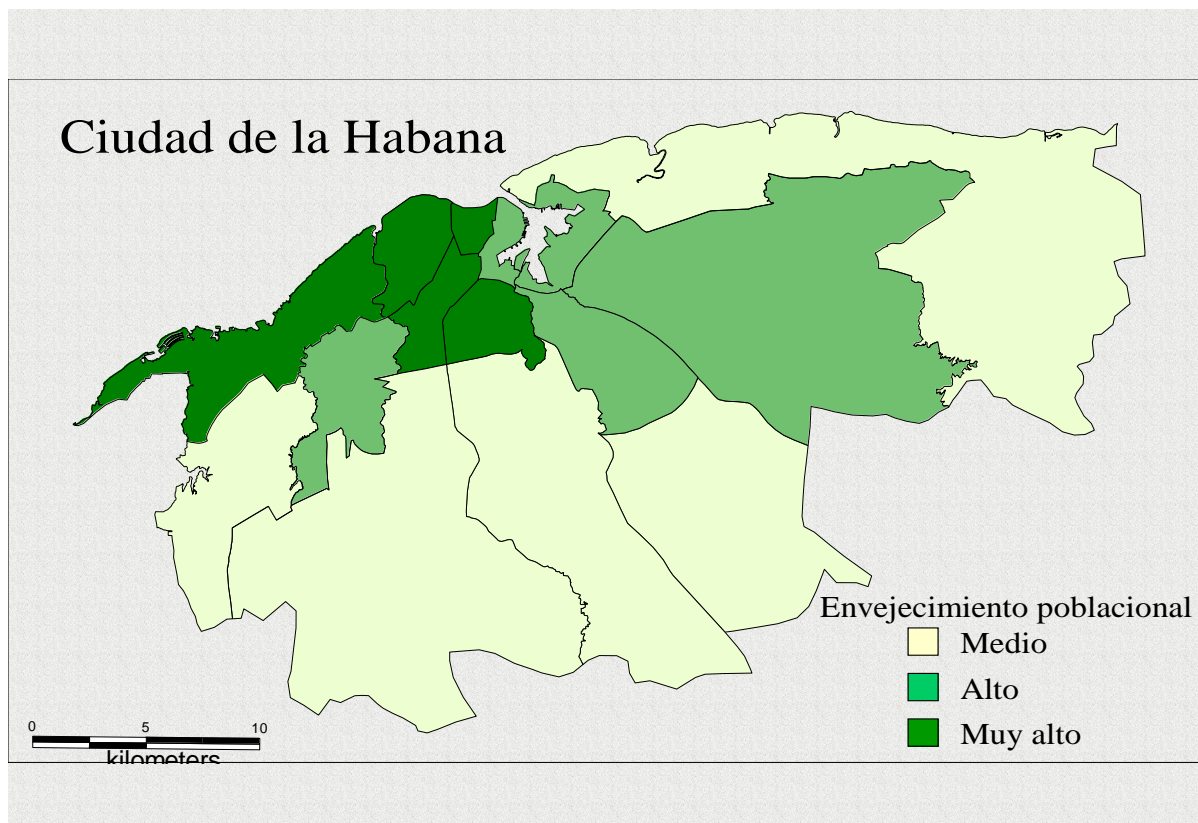 Ciudad de la Habana
Envejecimiento poblacional
Medio
Alto
Muy alto
0 5 10
kilometers